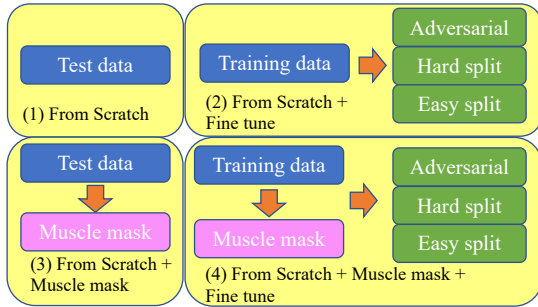 Test data
(1) From Scratch
Training data
(2) From Scratch +
Fine tune
Adversarial
Hard split
Easy split
Test data
Muscle mask
(3) From Scratch +
Muscle mask
Training data
Muscle mask
(4) From Scratch + Muscle mask +
Fine tune
Adversarial
Hard split
Easy split